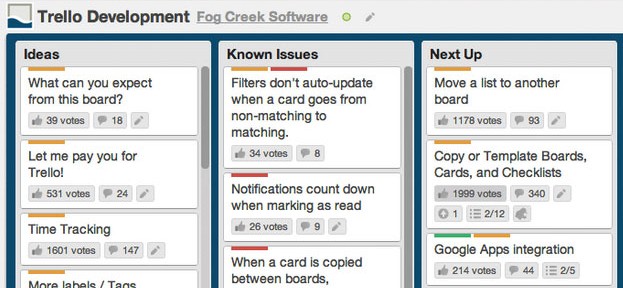 Trello Development Fog Creek Software
Ideas
What can you expect
from this board?
39 votes 18
Let me pay you for
Trello!
531 votes 24
Time Tracking
1601 votes 147
More labels / Tags
Known Issues
Filters don't auto-update
when a card goes from
non-matching to
matching.
34 votes 8
Notifications count down
when marking as read
26 votes 9
When a card is copied
between boards,
Next Up
Move a list to another
board
1178 votes 93
Copy or Template Boards,
Cards, and Checklists
1999 votes 340
1 2/12
Google Apps integration
214 votes 44 2/5